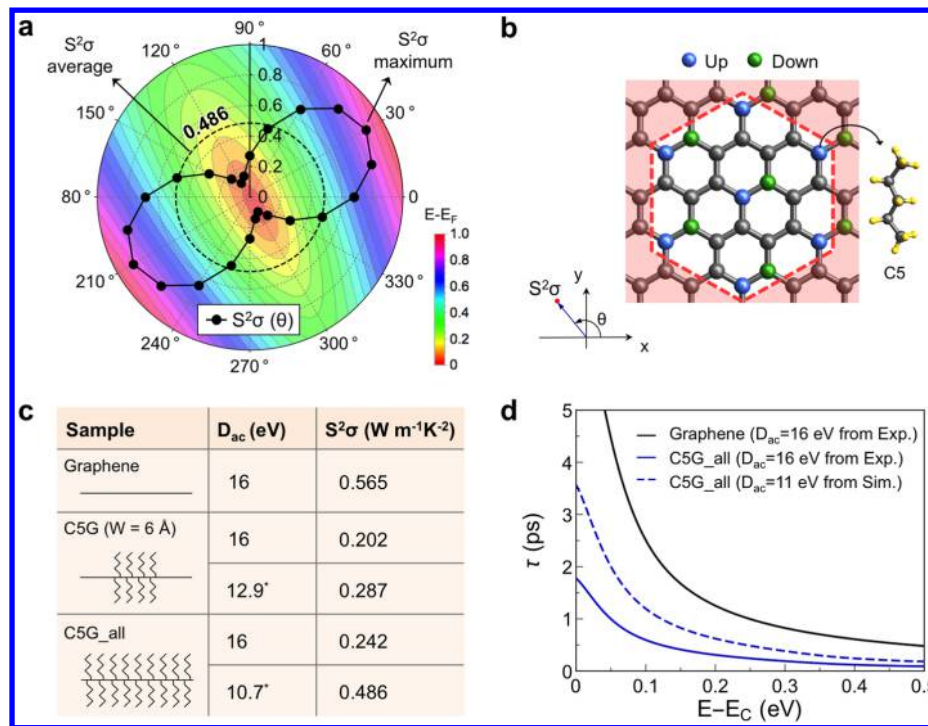 a
S²σ
average
S²σ
maximum
90 °
120 °
60 °
150 °
30 °
80 °
0 °
210 °
330 °
240 °
300 °
270 °
1
0.8
0.6
0.4
0.2
0
0.486
S²σ (θ)
E-E_F
1.0
0.8
0.6
0.4
0.2
0
b
Up
Down
C5
S²σ
y
θ
x
c
Sample D_ac (eV) S²σ (W m⁻¹K⁻²)
Graphene
16 0.565
C5G (W = 6 Å)
16 0.202
12.9* 0.287
C5G_all
16 0.242
10.7* 0.486
d
Graphene (D_ac=16 eV from Exp.)
C5G_all (D_ac=16 eV from Exp.)
C5G_all (D_ac=11 eV from Sim.)
τ (ps)
5
4
3
2
1
0
0 0.1 0.2 0.3 0.4 0.5
E−E_C (eV)